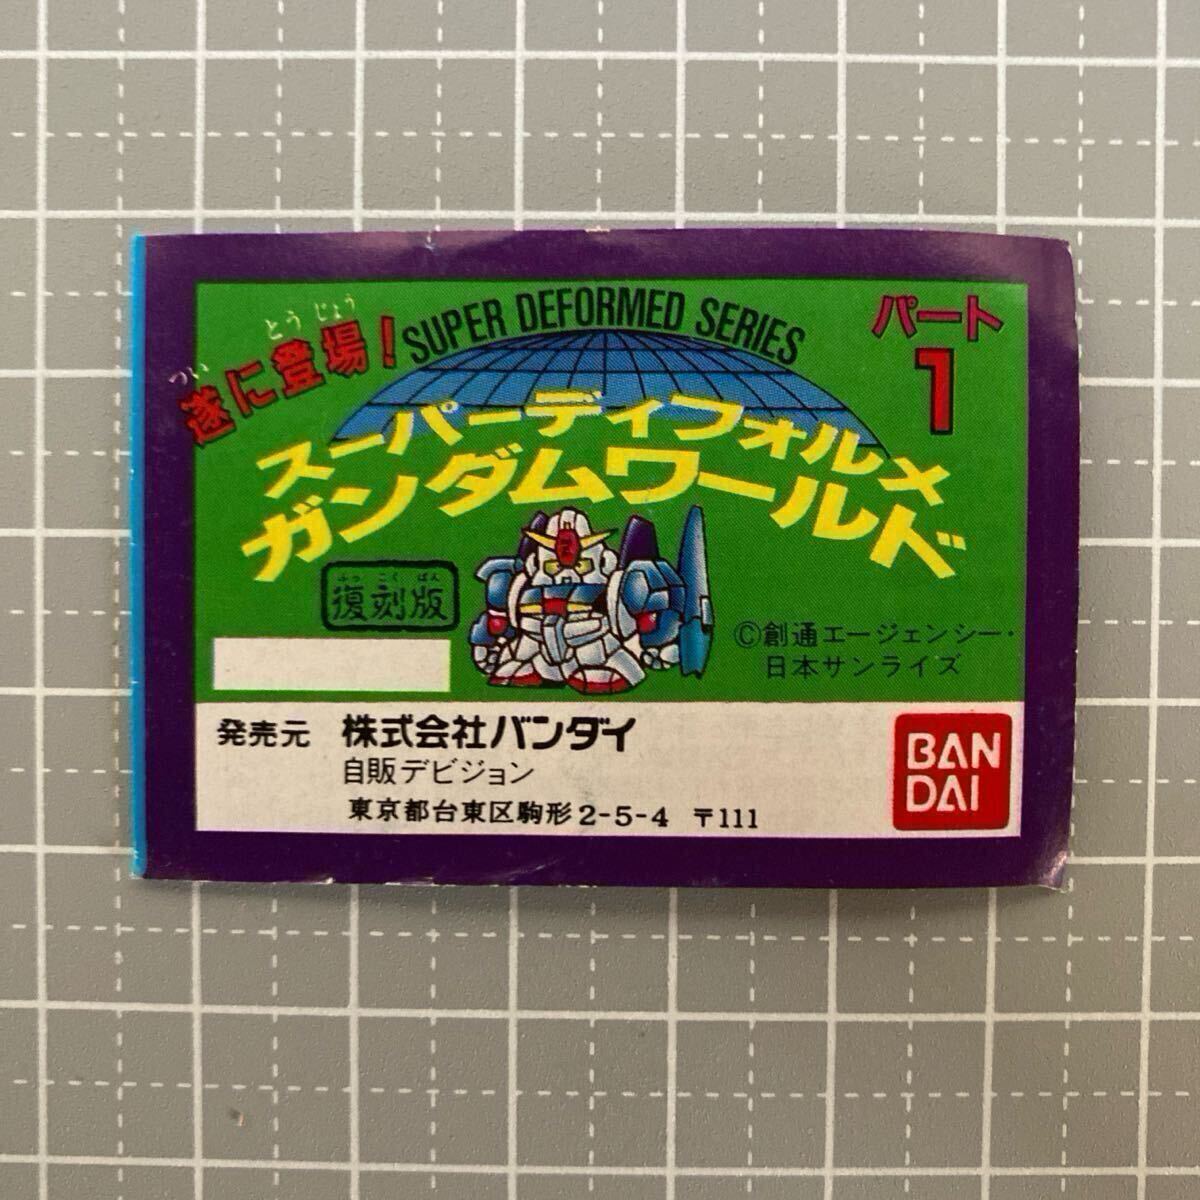 とうじょう
つい
遂に登場!
SUPER DEFORMED SERIES
パート
1
スーパーディフォルメ
ガンダムワールド
ふっこくばん
復刻版
©創通エージェンシー・
日本サンライズ
発売元 株式会社バンダイ
自販デビジョン
東京都台東区駒形2-5-4 〒111
BAN
DAI